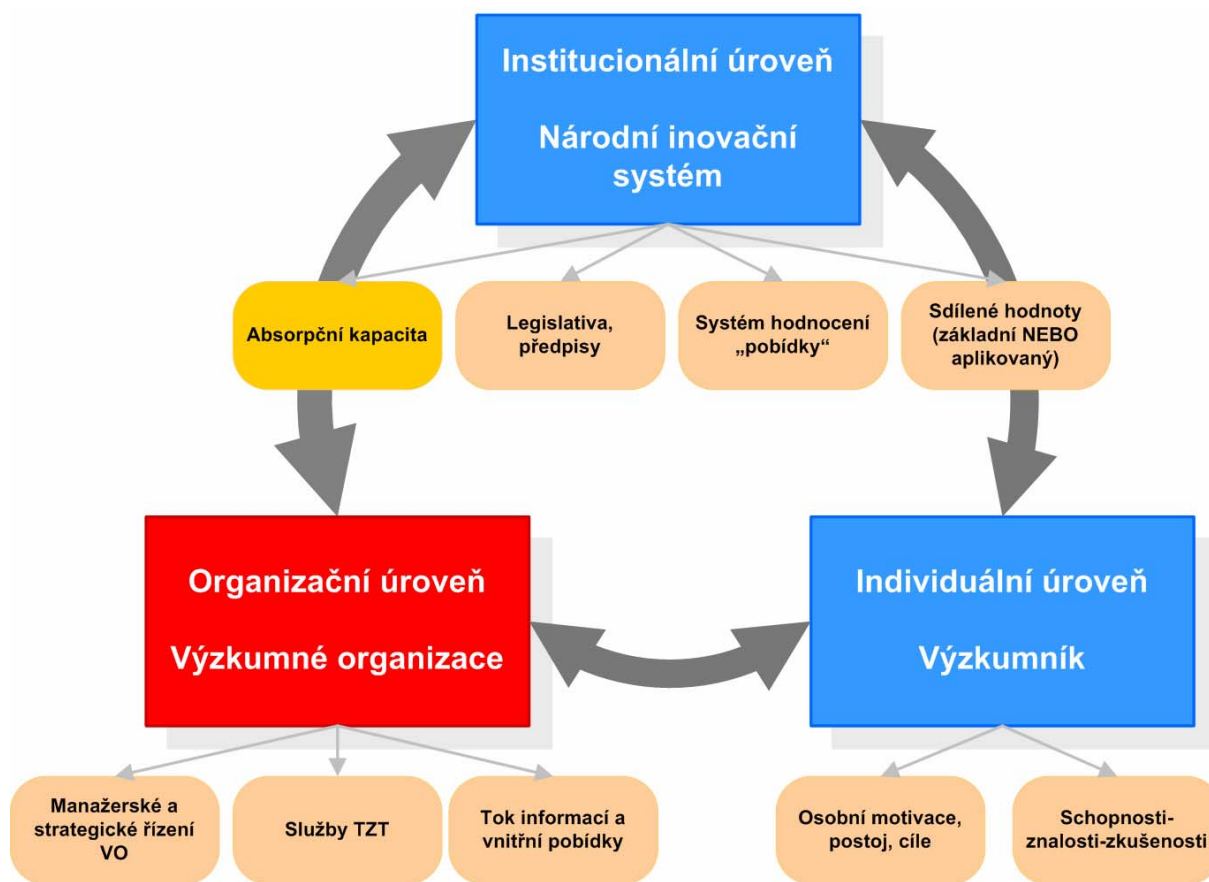 Institucionální úroveň
Národní inovační
systém
Absorpční kapacita
Legislativa,
předpisy
Systém hodnocení
„pobídky“
Sdílené hodnoty
(základní NEBO
aplikovaný)
Organizační úroveň
Výzkumné organizace
Individuální úroveň
Výzkumník
Manažerské a
strategické řízení
VO
Služby TZT
Tok informací a
vnitřní pobídky
Osobní motivace,
postoj, cíle
Schopnosti-
znalosti-zkušenosti